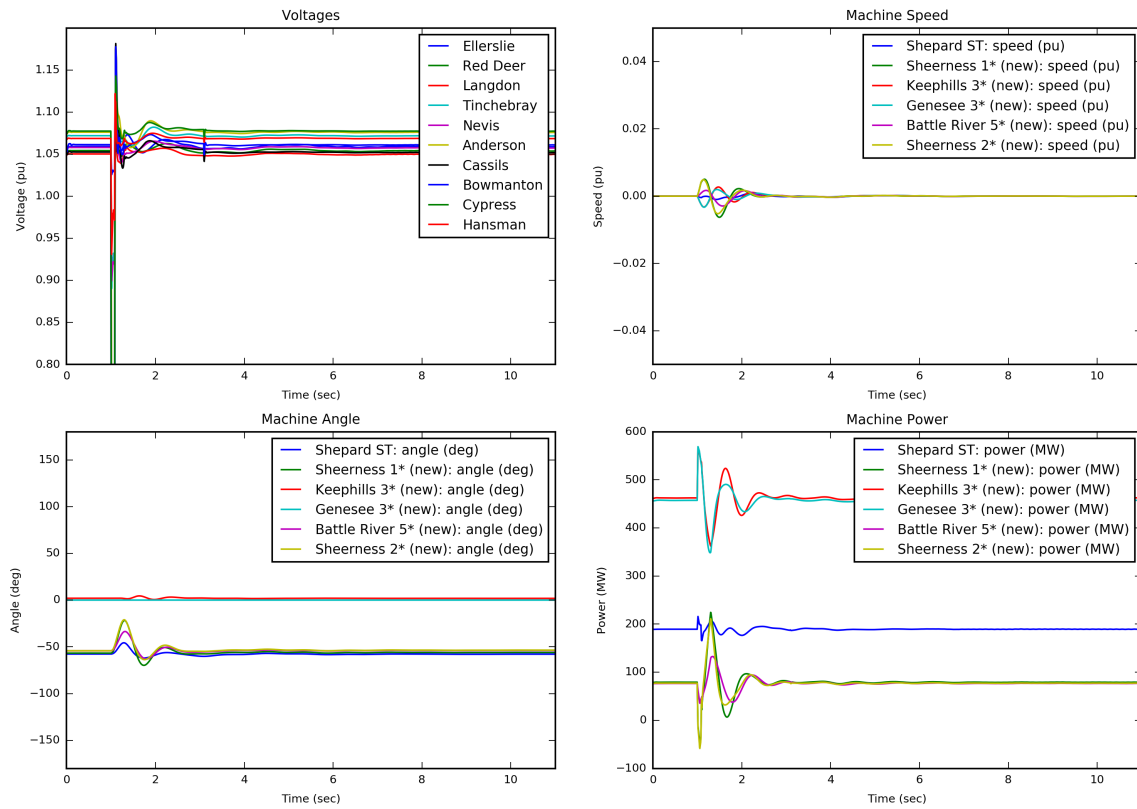 Voltages
1.15
1.10
1.05
1.00
0.95
0.90
0.85
0.80
Voltage (pu)
Ellerslie
Red Deer
Langdon
Tinchebray
Nevis
Anderson
Cassils
Bowmanton
Cypress
Hansman
0 2 4 6 8 10
Time (sec)
Machine Speed
0.04
0.02
0.00
−0.02
−0.04
Speed (pu)
Shepard ST: speed (pu)
Sheerness 1* (new): speed (pu)
Keephills 3* (new): speed (pu)
Genesee 3* (new): speed (pu)
Battle River 5* (new): speed (pu)
Sheerness 2* (new): speed (pu)
0 2 4 6 8 10
Time (sec)
Machine Angle
150
100
50
0
−50
−100
−150
Angle (deg)
Shepard ST: angle (deg)
Sheerness 1* (new): angle (deg)
Keephills 3* (new): angle (deg)
Genesee 3* (new): angle (deg)
Battle River 5* (new): angle (deg)
Sheerness 2* (new): angle (deg)
0 2 4 6 8 10
Time (sec)
Machine Power
600
500
400
300
200
100
0
−100
Power (MW)
Shepard ST: power (MW)
Sheerness 1* (new): power (MW)
Keephills 3* (new): power (MW)
Genesee 3* (new): power (MW)
Battle River 5* (new): power (MW)
Sheerness 2* (new): power (MW)
0 2 4 6 8 10
Time (sec)